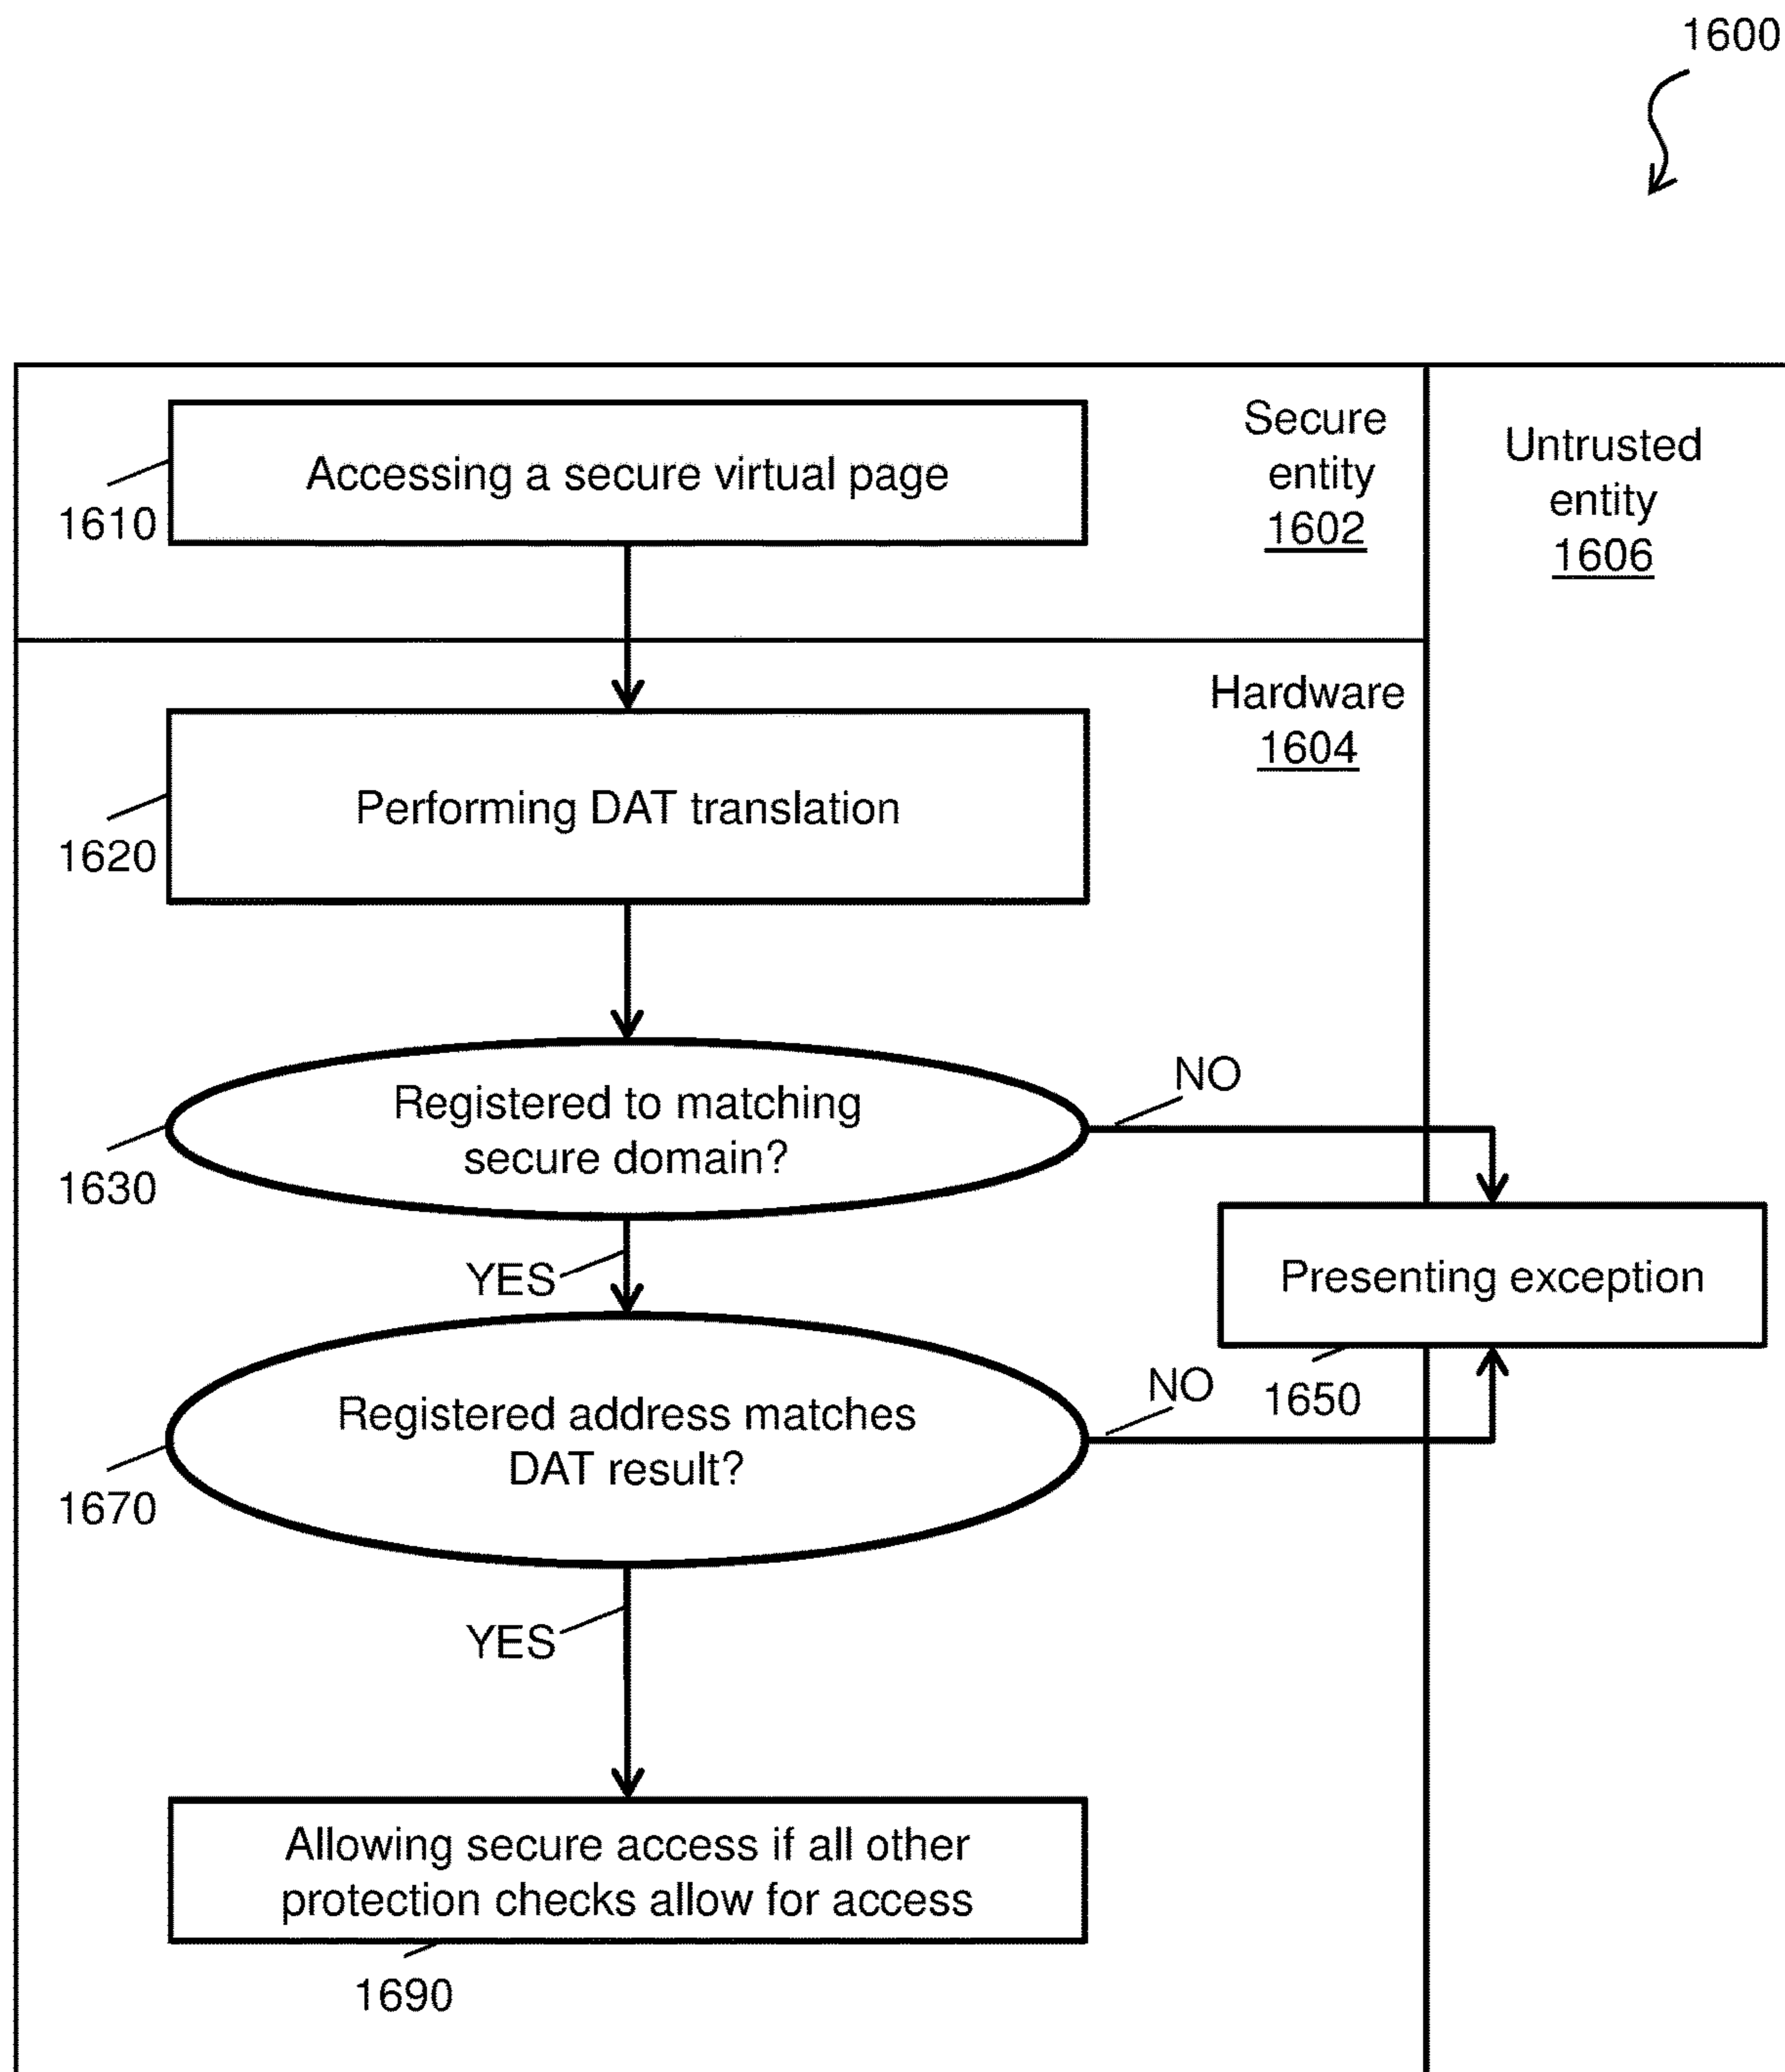 1600
Accessing a secure virtual page
1610
Secure
entity
1602
Untrusted
entity
1606
Hardware
1604
Performing DAT translation
1620
Registered to matching
secure domain?
1630
NO
YES
Presenting exception
1650
Registered address matches
DAT result?
1670
NO
YES
Allowing secure access if all other
protection checks allow for access
1690